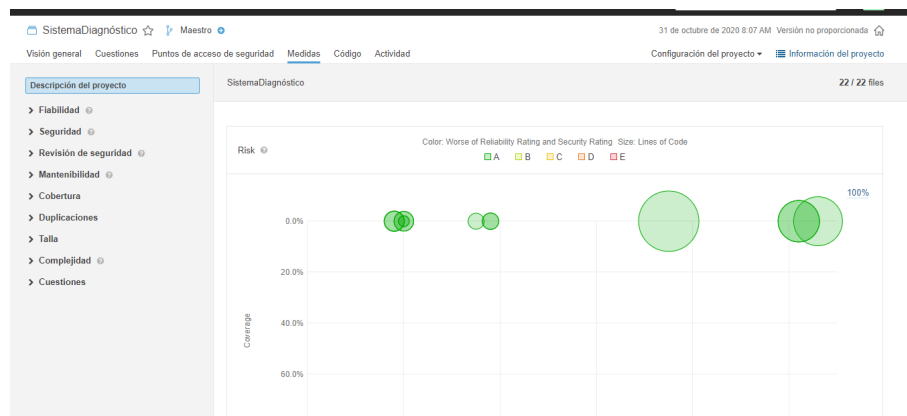 SistemaDiagnóstico Maestro
31 de octubre de 2020 8:07 AM Versión no proporcionada
Visión general Cuestiones Puntos de acceso de seguridad Medidas Código Actividad
Configuración del proyecto Información del proyecto
Descripción del proyecto
Fiabilidad
Seguridad
Revisión de seguridad
Mantenibilidad
Cobertura
Duplicaciones
Talla
Complejidad
Cuestiones
SistemaDiagnóstico
22 / 22 files
Risk
Color: Worse of Reliability Rating and Security Rating Size: Lines of Code
A B C D E
100%
0.0%
20.0%
40.0%
60.0%
Coverage